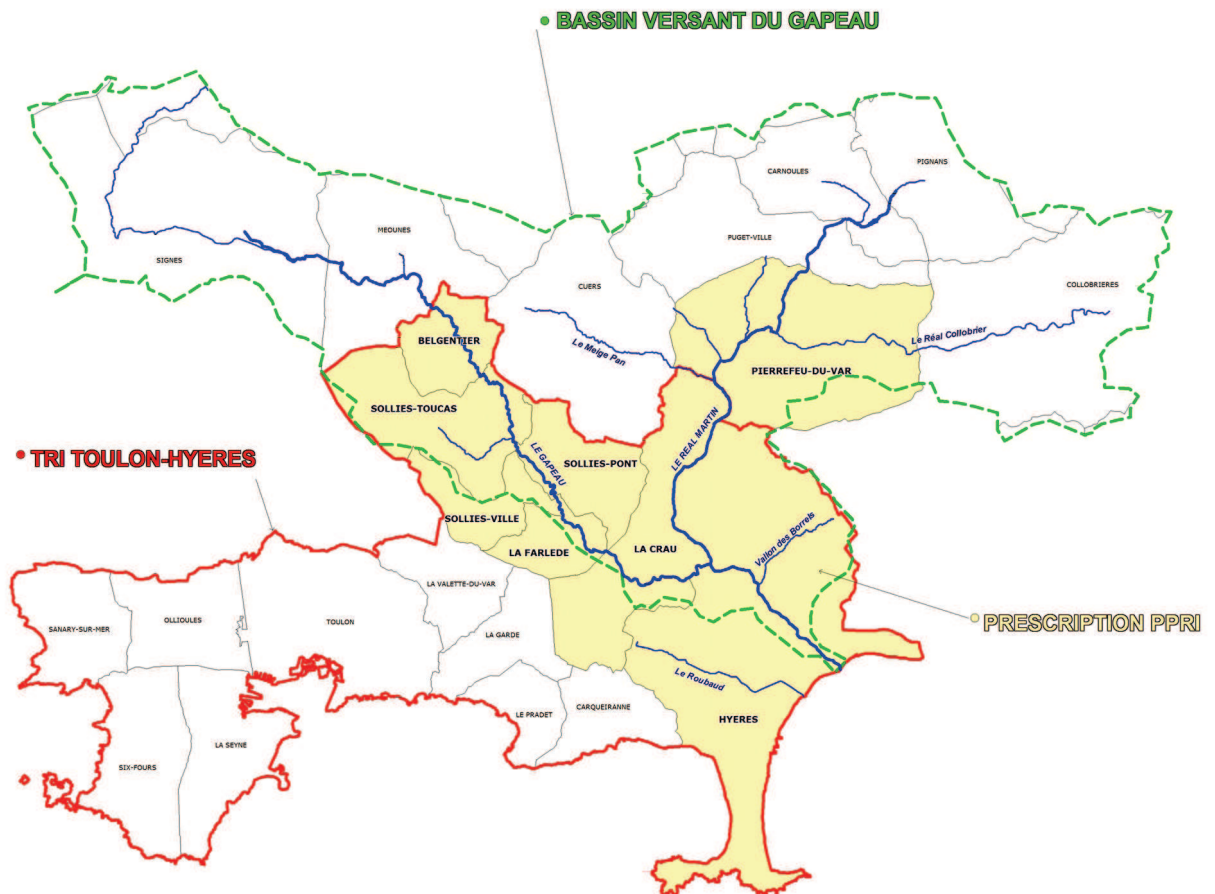 BASSIN VERSANT DU GAPEAU
PIGNANS
CARNOULES
MEOUNES
PUGET-VILLE
SIGNES
CUERS
COLLOBRIERES
Le Réal Collobrier
BELGENTIER
Le Meige Pan
PIERREFEU-DU-VAR
SOLLIES-TOUCAS
LE RÉAL MARTIN
TRI TOULON-HYERES
LE GAPEAU
SOLLIES-PONT
SOLLIES-VILLE
Vallon des Borrels
LA FARLEDE
LA CRAU
LA VALETTE-DU-VAR
OLLIOULES
TOULON
SANARY-SUR-MER
LA GARDE
PRESCRIPTION PPRI
Le Roubaud
CARQUEIRANNE
LE PRADET
HYERES
LA SEYNE
SIX-FOURS